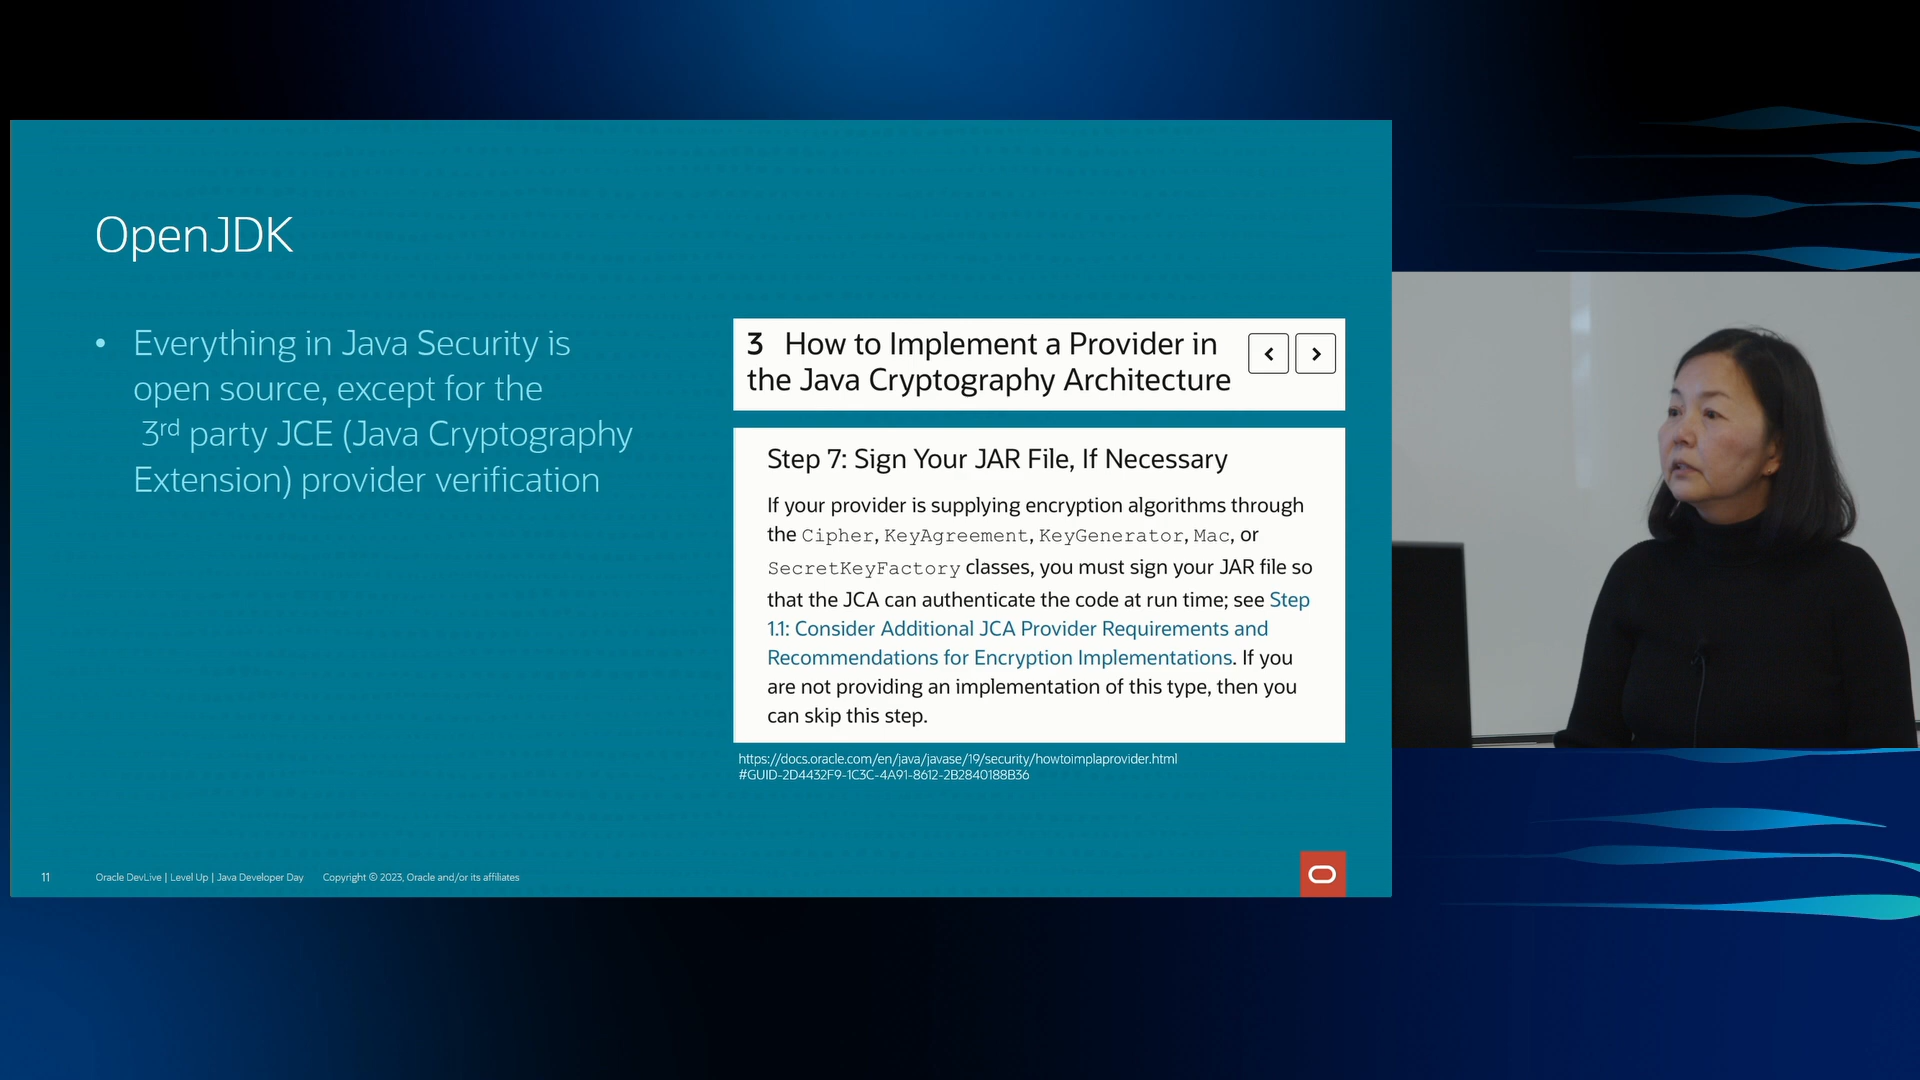 OpenJDK
• Everything in Java Security is
open source, except for the
3rd party JCE (Java Cryptography
Extension) provider verification
3 How to Implement a Provider in
the Java Cryptography Architecture
Step 7: Sign Your JAR File, If Necessary
If your provider is supplying encryption algorithms through
the Cipher, KeyAgreement, KeyGenerator, Mac, or
SecretKeyFactory classes, you must sign your JAR file so
that the JCA can authenticate the code at run time; see Step
1.1: Consider Additional JCA Provider Requirements and
Recommendations for Encryption Implementations. If you
are not providing an implementation of this type, then you
can skip this step.
https://docs.oracle.com/en/java/javase/19/security/howtoimplaprovider.html
#GUID-2D4432F9-1C3C-4A91-8612-2B2840188B36
11 Oracle DevLive | Level Up | Java Developer Day Copyright © 2023, Oracle and/or its affiliates